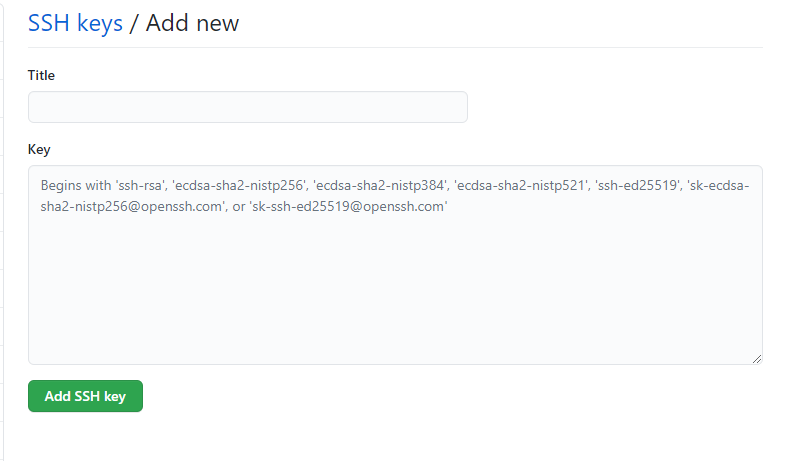 SSH keys / Add new
Title
Key
Begins with 'ssh-rsa', 'ecdsa-sha2-nistp256', 'ecdsa-sha2-nistp384', 'ecdsa-sha2-nistp521', 'ssh-ed25519', 'sk-ecdsa-
sha2-nistp256@openssh.com', or 'sk-ssh-ed25519@openssh.com'
Add SSH key